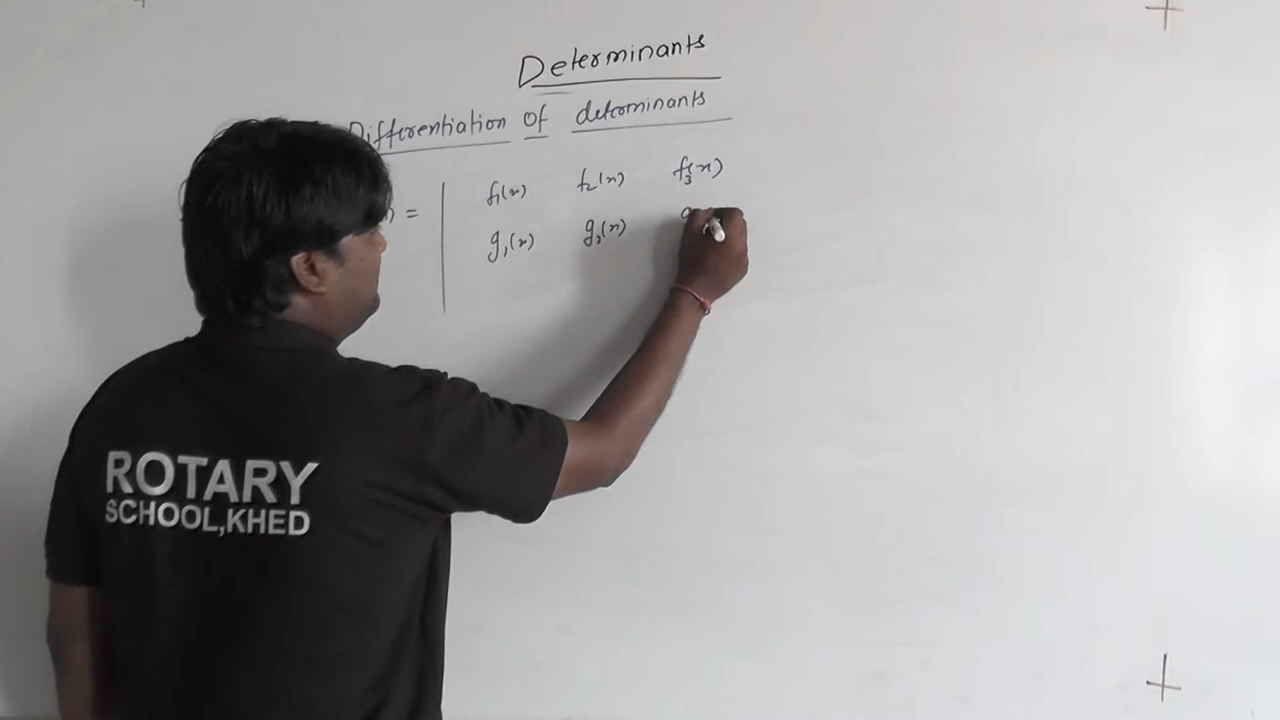 Determinants
Differentiation of determinants
) = | f₁(x) f₂(x) f₃(x)
g₁(x) g₂(x) g
ROTARY
SCHOOL,KHED